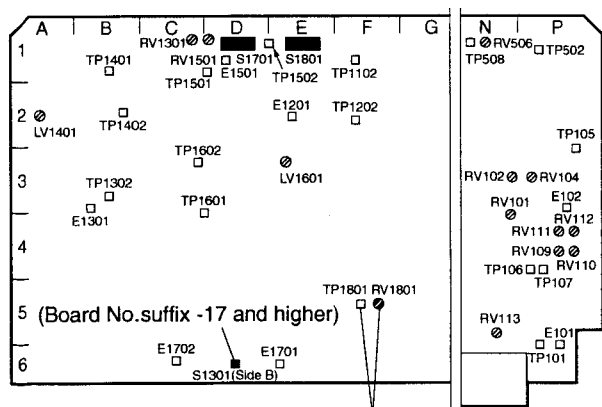 A B C D E F G N P
1
RV1301
RV1501
S1701
S1801
RV506
TP508
TP502
TP1401
TP1501
E1501
TP1502
TP1102
2
LV1401
TP1402
E1201
TP1202
TP105
TP1602
LV1601
3
RV102
RV104
TP1302
RV101
E102
E1301
TP1601
RV112
RV111
4
RV109
RV110
TP106
TP107
TP1801
RV1801
5
(Board No.suffix -17 and higher)
RV113
E1702
E1701
E101
6
TP101
S1301(Side B)